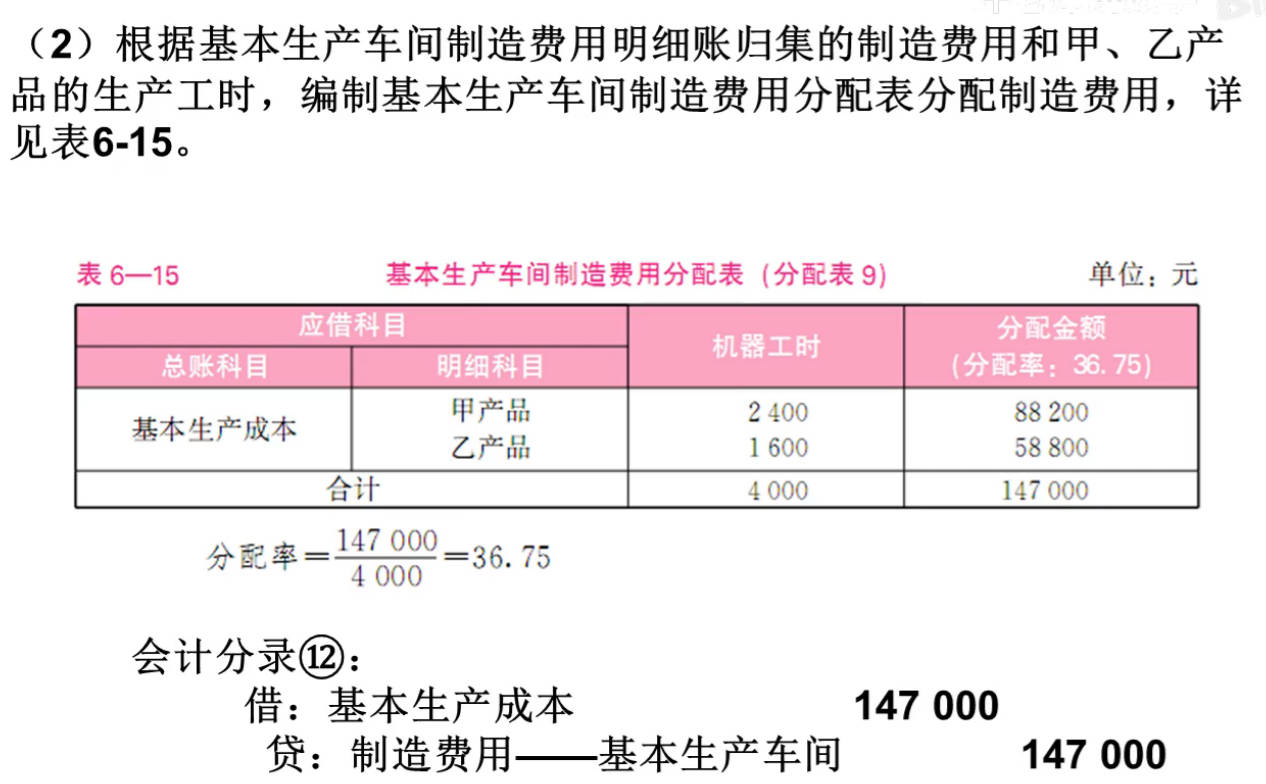 （2）根据基本生产车间制造费用明细账归集的制造费用和甲、乙产
品的生产工时，编制基本生产车间制造费用分配表分配制造费用，详
见表6-15。
表 6—15 基本生产车间制造费用分配表（分配表 9） 单位：元
应借科目 机器工时 分配金额
（分配率：36.75）
总账科目 明细科目
基本生产成本 甲产品 2 400 88 200
乙产品 1 600 58 800
合计 4 000 147 000
分配率＝147 000/4 000＝36.75
会计分录⑫：
借：基本生产成本 147 000
贷：制造费用——基本生产车间 147 000